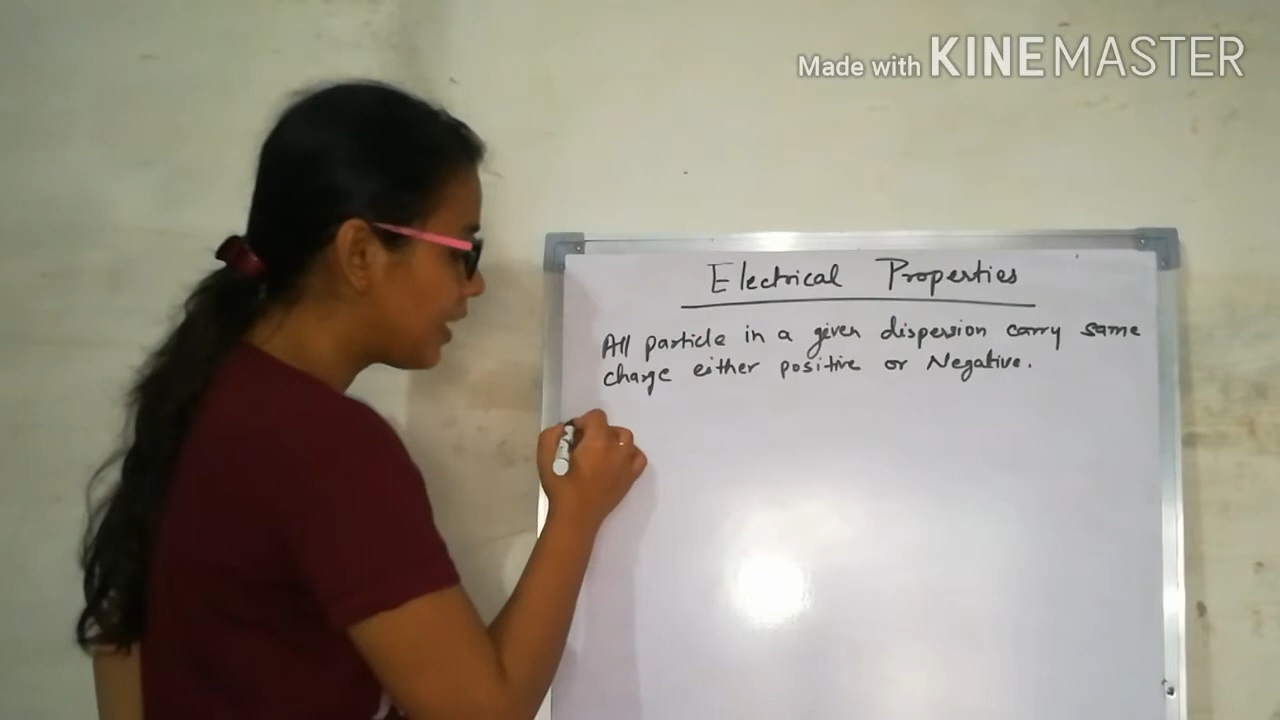 Made with KINEMASTER
Electrical Properties
All particle in a given dispersion carry same
charge either positive or Negative.